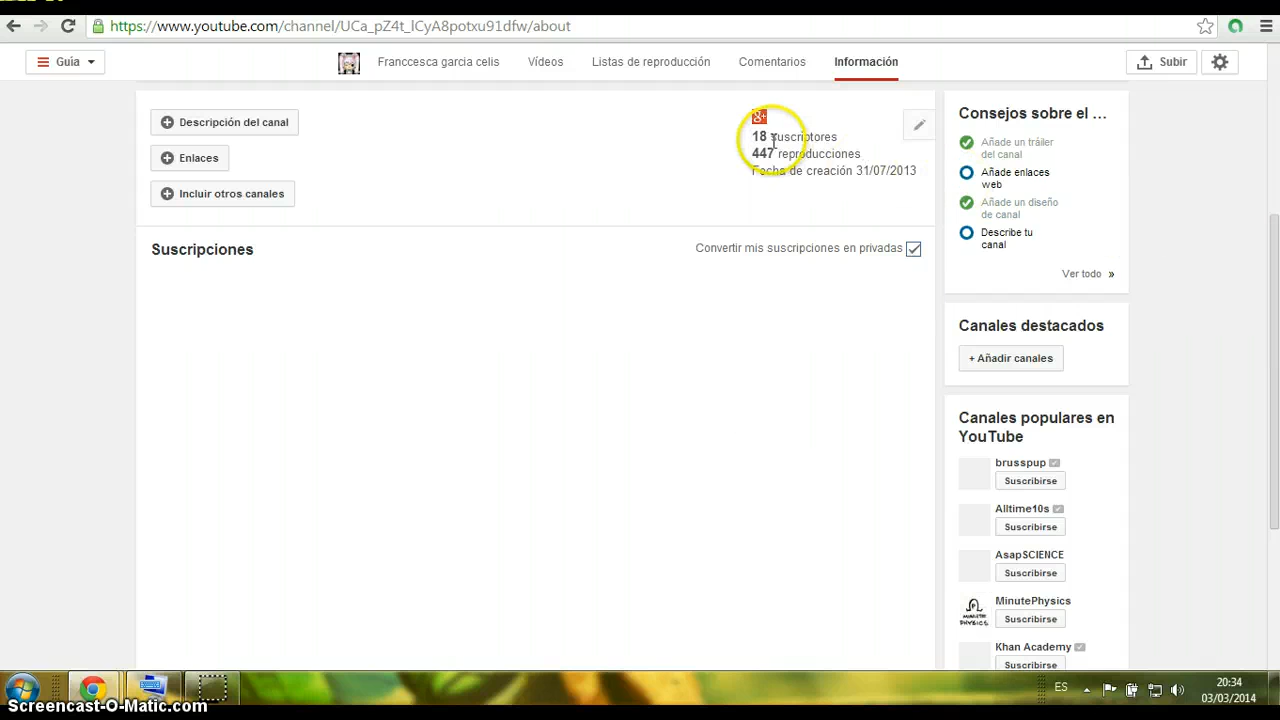 https://www.youtube.com/channel/UCa_pZ4t_lCyA8potxu91dfw/about
Guía
Franccesca garcia celis
Vídeos
Listas de reproducción
Comentarios
Información
Subir
Descripción del canal
Enlaces
Incluir otros canales
g+
18 suscriptores
447 reproducciones
Fecha de creación 31/07/2013
Suscripciones
Convertir mis suscripciones en privadas
Consejos sobre el ...
Añade un tráiler
del canal
Añade enlaces
web
Añade un diseño
de canal
Describe tu
canal
Ver todo »
Canales destacados
+ Añadir canales
Canales populares en
YouTube
brusspup
Suscribirse
Alltime10s
Suscribirse
AsapSCIENCE
Suscribirse
MINUTE
PHYSICS
MinutePhysics
Suscribirse
Khan Academy
Suscribirse
ES
20:34
03/03/2014
Screencast-O-Matic.com